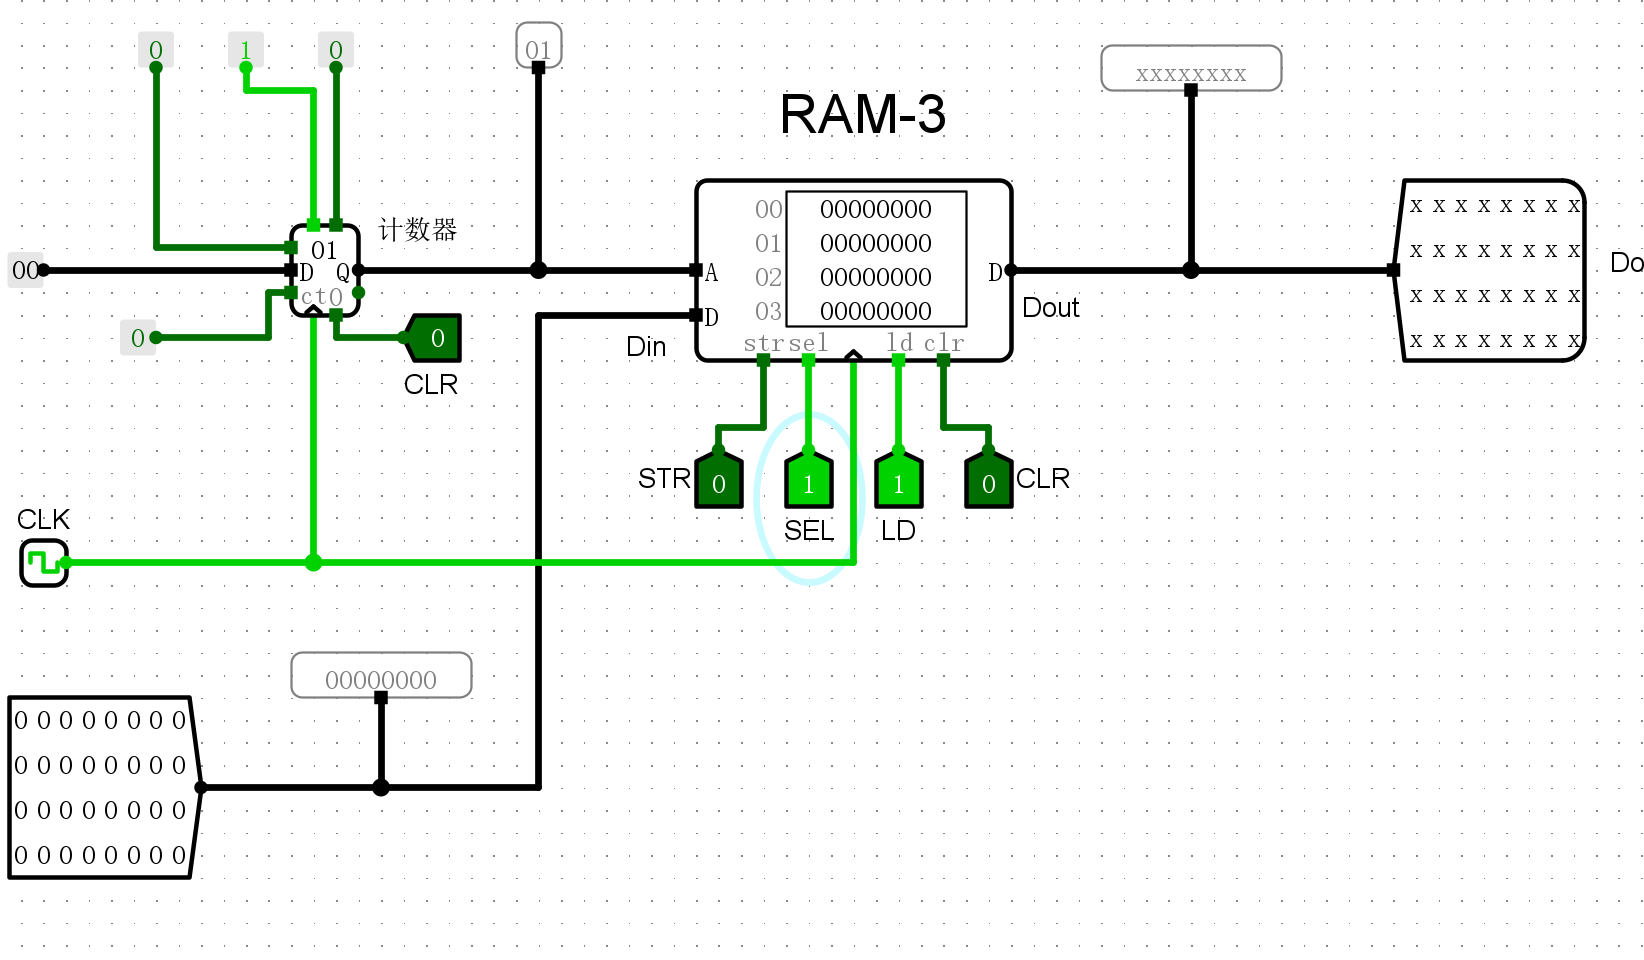 0 1 0
01
xxxxxxxx
RAM-3
计数器
01
00
D Q
ct0
0
0
CLR
00 00000000
01 00000000
02 00000000
03 00000000
A
D
D
str sel ld clr
Din
Dout
x x x x x x x x
x x x x x x x x
x x x x x x x x
x x x x x x x x
Do
STR 0
1
SEL
1
LD
0 CLR
CLK
00000000
0 0 0 0 0 0 0 0
0 0 0 0 0 0 0 0
0 0 0 0 0 0 0 0
0 0 0 0 0 0 0 0